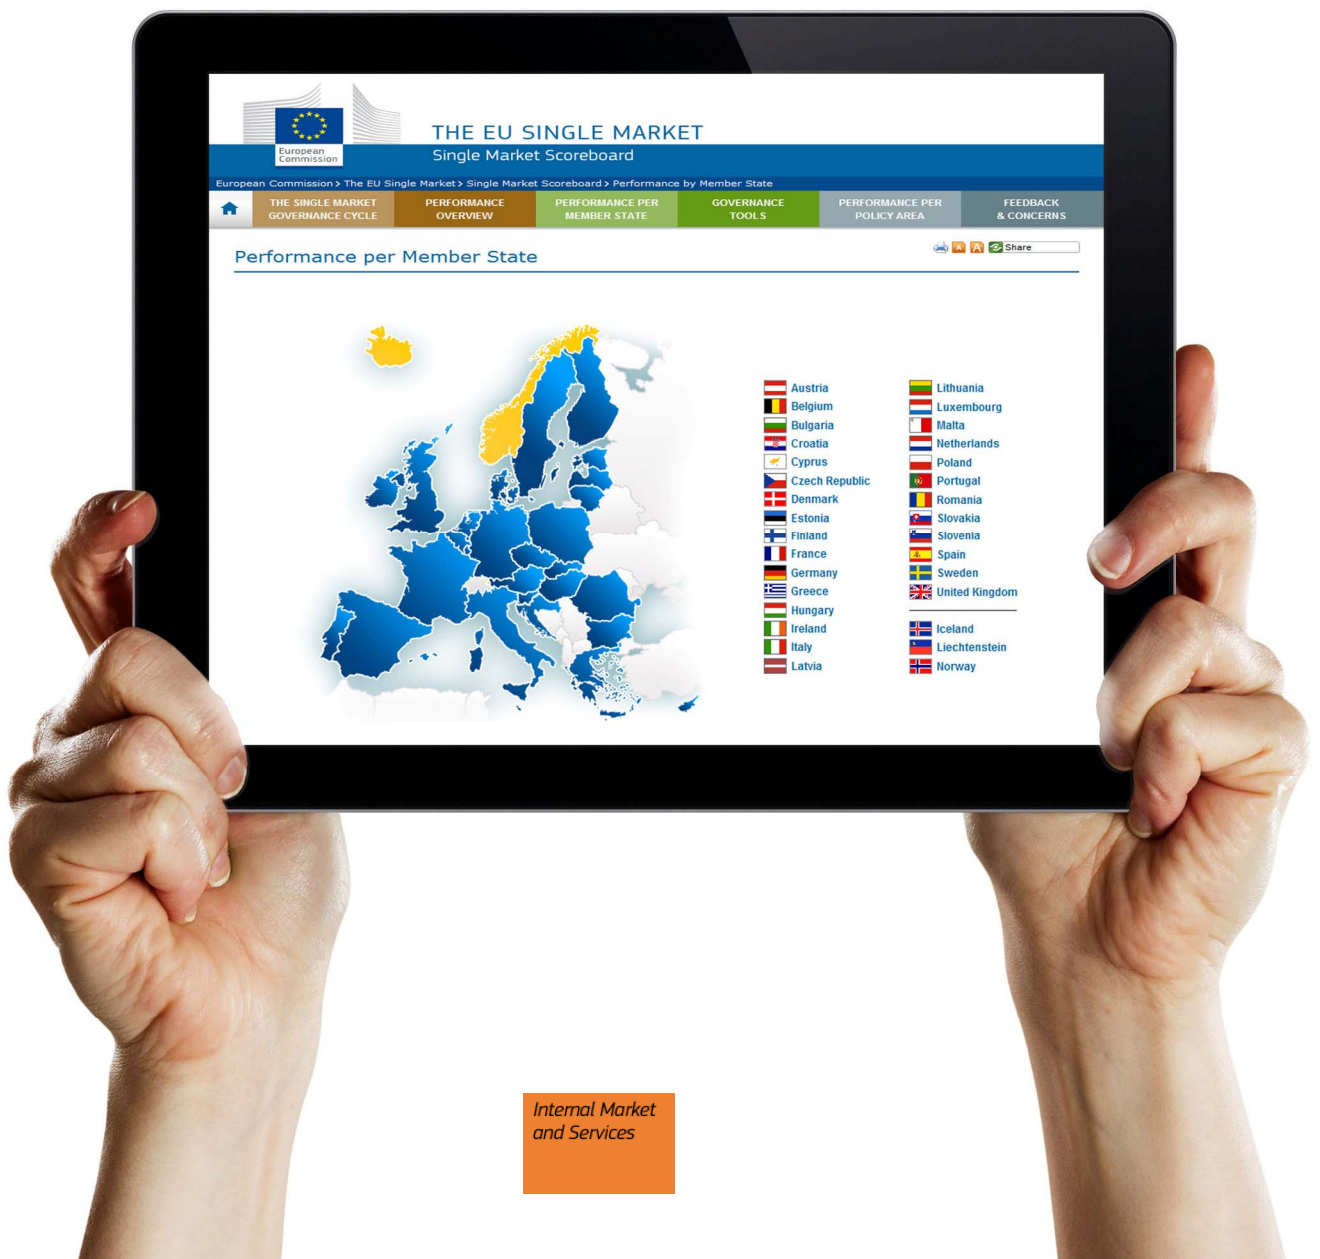 European
Commission
THE EU SINGLE MARKET
Single Market Scoreboard
European Commission > The EU Single Market > Single Market Scoreboard > Performance by Member State
THE SINGLE MARKET
GOVERNANCE CYCLE
PERFORMANCE
OVERVIEW
PERFORMANCE PER
MEMBER STATE
GOVERNANCE
TOOLS
PERFORMANCE PER
POLICY AREA
FEEDBACK
& CONCERNS
Performance per Member State
A
A
Share
Austria
Belgium
Bulgaria
Croatia
Cyprus
Czech Republic
Denmark
Estonia
Finland
France
Germany
Greece
Hungary
Ireland
Italy
Latvia
Lithuania
Luxembourg
Malta
Netherlands
Poland
Portugal
Romania
Slovakia
Slovenia
Spain
Sweden
United Kingdom
Iceland
Liechtenstein
Norway
Internal Market
and Services